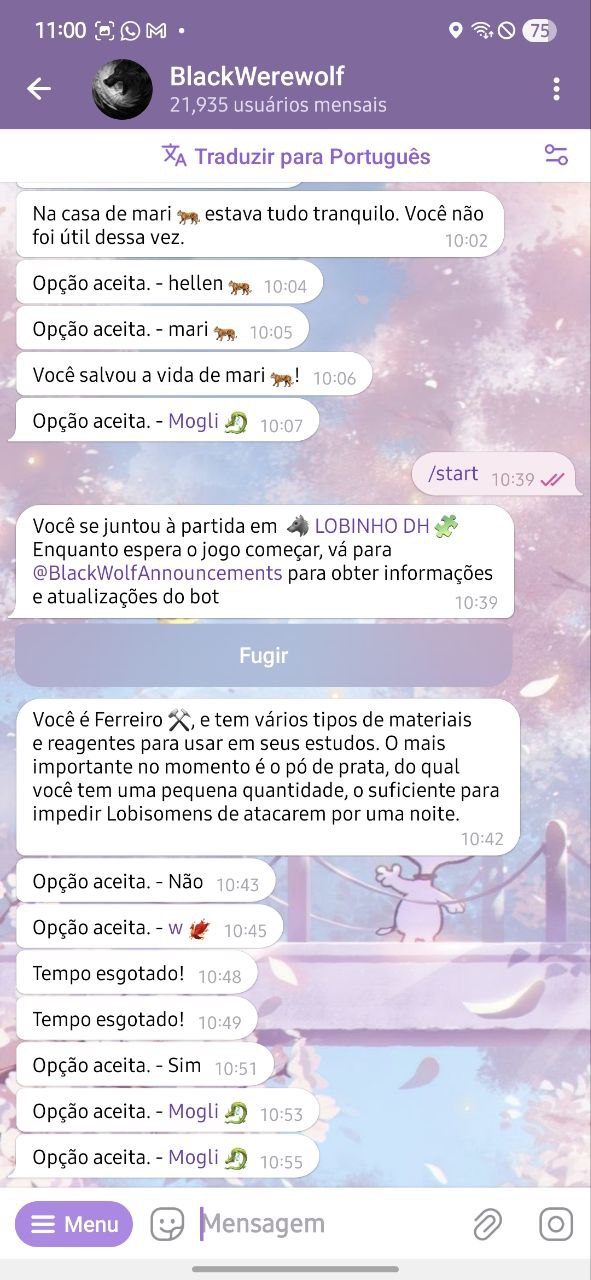 11:00
75
BlackWerewolf
21,935 usuários mensais
Traduzir para Português
Na casa de mari 🐅 estava tudo tranquilo. Você não
foi útil dessa vez.
10:02
Opção aceita. - hellen 🐅 10:04
Opção aceita. - mari 🐅 10:05
Você salvou a vida de mari 🐅! 10:06
Opção aceita. - Mogli 🐉 10:07
/start 10:39
Você se juntou à partida em 🐺 LOBINHO DH 🧩
Enquanto espera o jogo começar, vá para
@BlackWolfAnnouncements para obter informações
e atualizações do bot
10:39
Fugir
Você é Ferreiro ⚒, e tem vários tipos de materiais
e reagentes para usar em seus estudos. O mais
importante no momento é o pó de prata, do qual
você tem uma pequena quantidade, o suficiente para
impedir Lobisomens de atacarem por uma noite.
10:42
Opção aceita. - Não 10:43
Opção aceita. - w 🍁 10:45
Tempo esgotado! 10:48
Tempo esgotado! 10:49
Opção aceita. - Sim 10:51
Opção aceita. - Mogli 🐉 10:53
Opção aceita. - Mogli 🐉 10:55
Menu
Mensagem